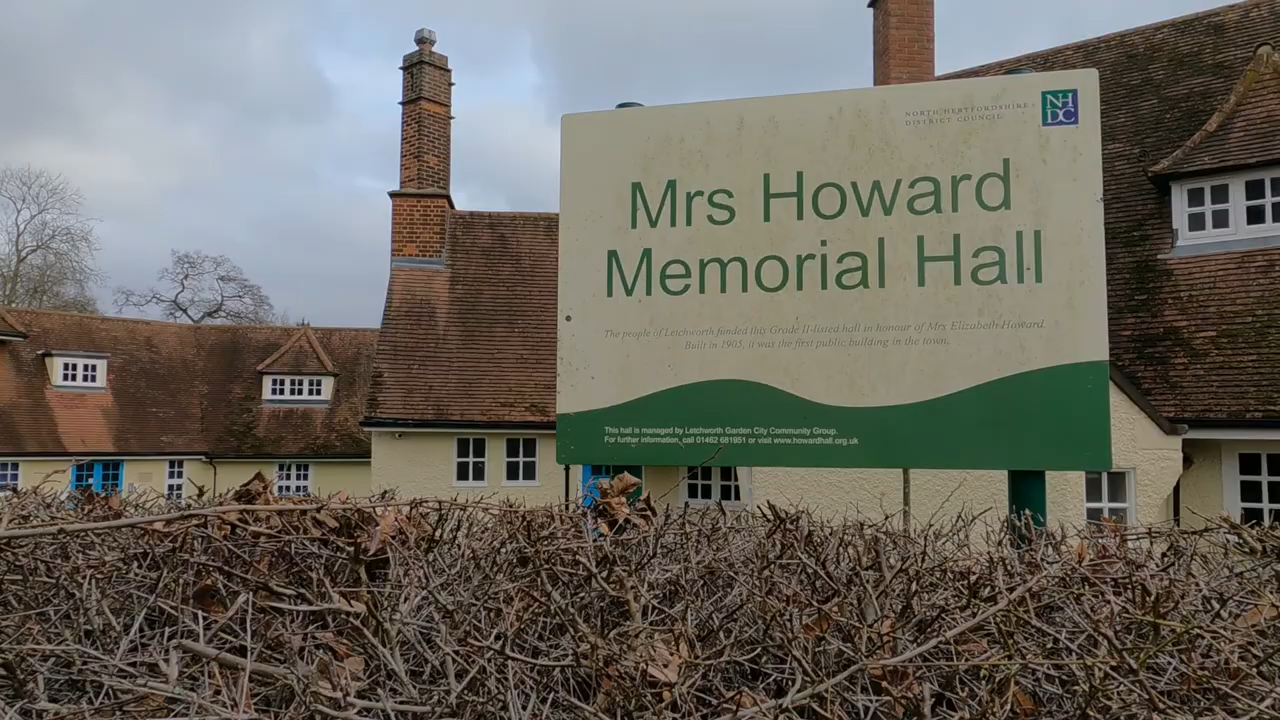 NORTH HERTFORDSHIRE
DISTRICT COUNCIL
NH
DC
Mrs Howard
Memorial Hall
The people of Letchworth funded this Grade II-listed hall in honour of Mrs Elizabeth Howard.
Built in 1905, it was the first public building in the town.
This hall is managed by Letchworth Garden City Community Group.
For further information, call 01462 681951 or visit www.howardhall.org.uk